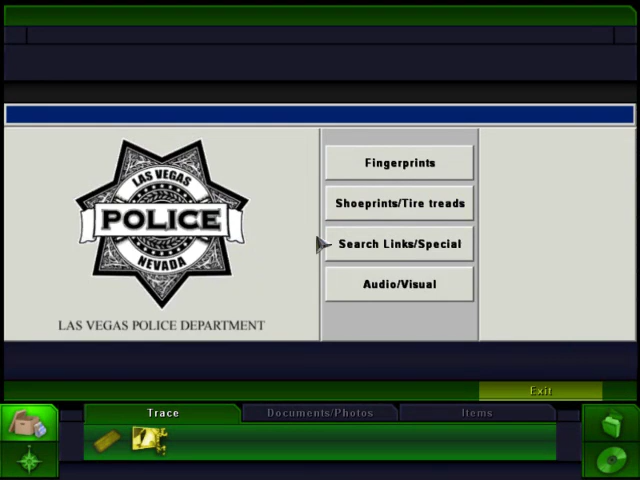 LAS VEGAS
POLICE
NEVADA
LAS VEGAS POLICE DEPARTMENT
Fingerprints
Shoeprints/Tire treads
Search Links/Special
Audio/Visual
Exit
Trace
Documents/Photos
Items